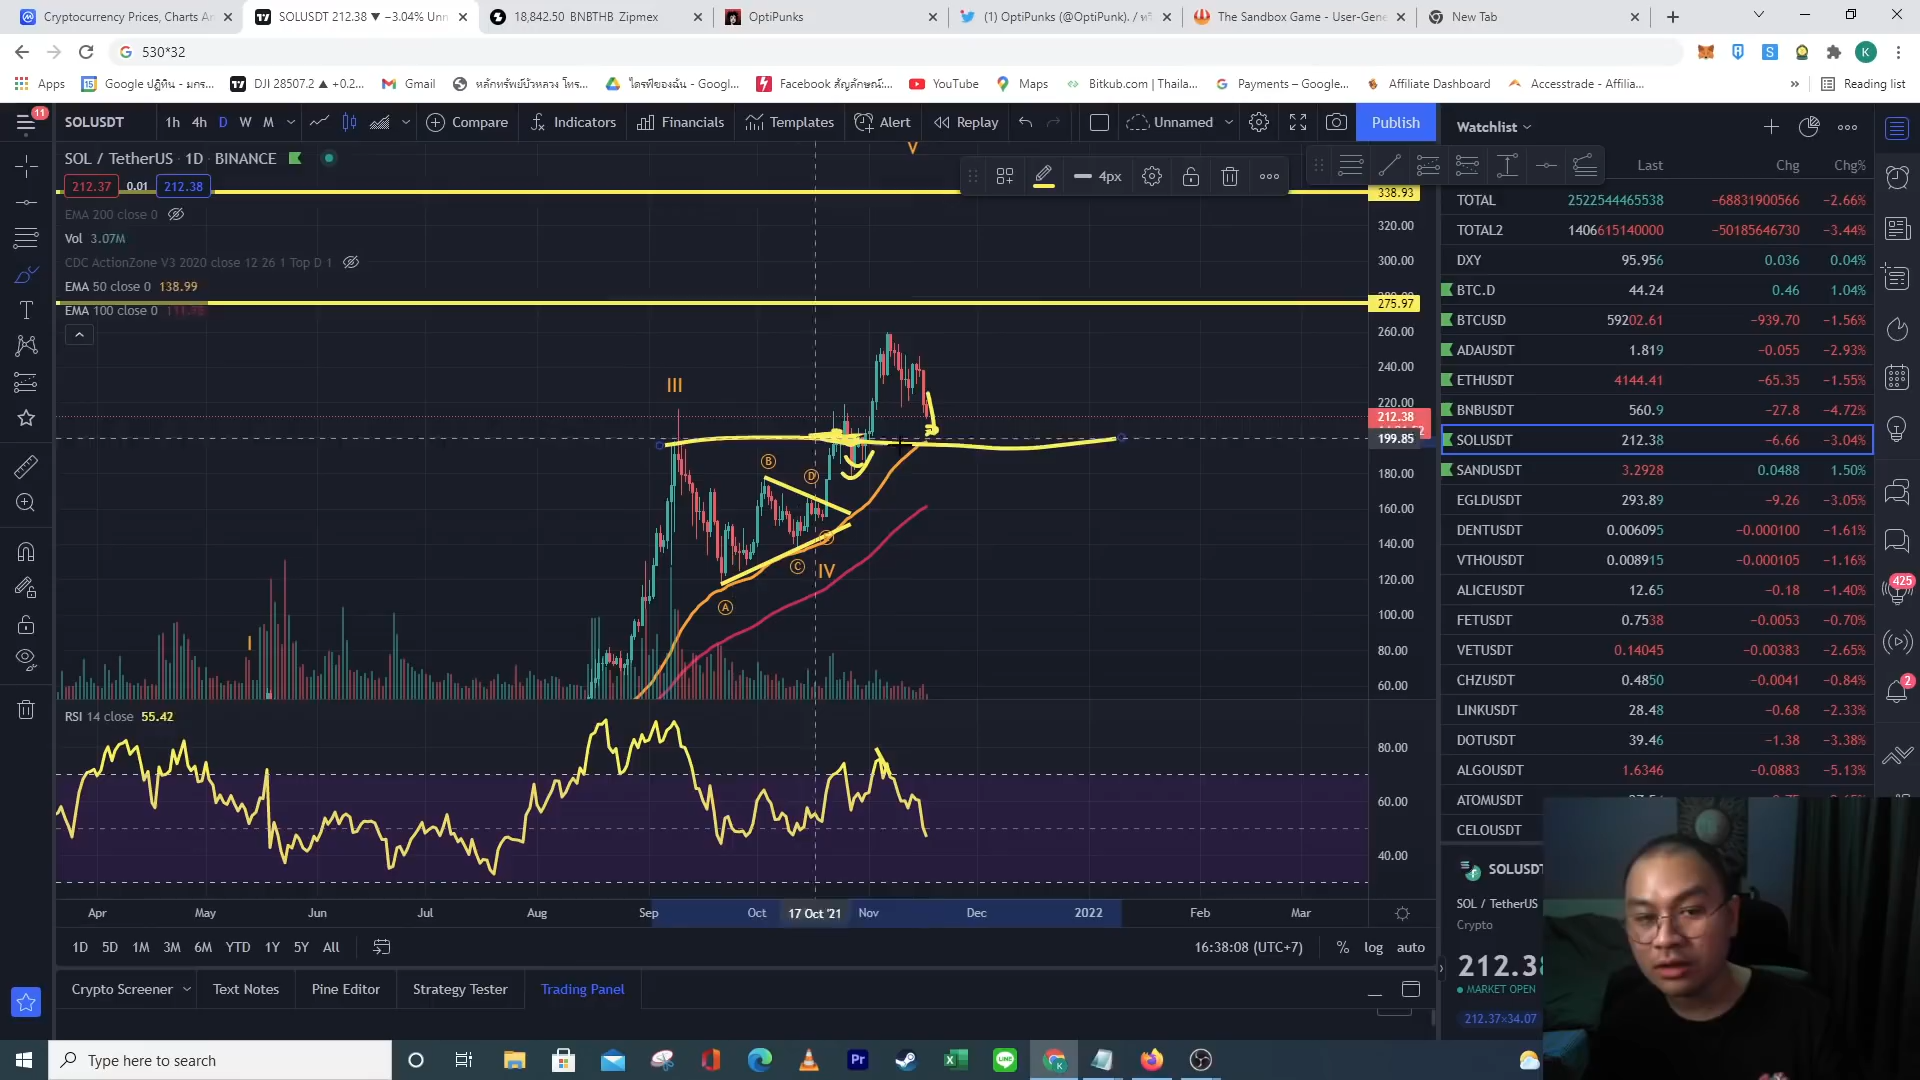 Cryptocurrency Prices, Charts Ar
SOLUSDT 212.38 ▼ −3.04% Unn
18,842.50 BNBTHB Zipmex
OptiPunks
(1) OptiPunks (@OptiPunk). / ทวิ
The Sandbox Game - User-Gene
New Tab
530*32
K
Apps
Google ปฏิทิน - มกร...
DJI 28507.2 ▲ +0.2...
Gmail
หลักทรัพย์บัวหลวง โทร...
ไดรฟ์ของฉัน - Googl...
Facebook สัญลักษณ์:...
YouTube
Maps
Bitkub.com | Thaila...
Payments – Google...
Affiliate Dashboard
Accesstrade - Affilia...
Reading list
11
SOLUSDT
1h 4h D W M
Compare
Indicators
Financials
Templates
Alert
Replay
Unnamed
Publish
Watchlist
SOL / TetherUS · 1D · BINANCE
212.37 0.01 212.38
EMA 200 close 0
Vol 3.07M
CDC ActionZone V3 2020 close 12 26 1 Top D 1
EMA 50 close 0 138.99
EMA 100 close 0
4px
V
III
B
D
C
IV
A
I
338.93
320.00
300.00
275.97
260.00
240.00
220.00
212.38
199.85
180.00
160.00
140.00
120.00
100.00
80.00
60.00
RSI 14 close 55.42
80.00
60.00
40.00
Apr May Jun Jul Aug Sep Oct 17 Oct '21 Nov Dec 2022 Feb Mar
1D 5D 1M 3M 6M YTD 1Y 5Y All
16:38:08 (UTC+7)
% log auto
Crypto Screener
Text Notes
Pine Editor
Strategy Tester
Trading Panel
Last Chg Chg%
TOTAL 2522544465538 −68831900566 −2.66%
TOTAL2 1406615140000 −50185646730 −3.44%
DXY 95.956 0.036 0.04%
BTC.D 44.24 0.46 1.04%
BTCUSD 59202.61 −939.70 −1.56%
ADAUSDT 1.819 −0.055 −2.93%
ETHUSDT 4144.41 −65.35 −1.55%
BNBUSDT 560.9 −27.8 −4.72%
SOLUSDT 212.38 −6.66 −3.04%
SANDUSDT 3.2928 0.0488 1.50%
EGLDUSDT 293.89 −9.26 −3.05%
DENTUSDT 0.006095 −0.000100 −1.61%
VTHOUSDT 0.008915 −0.000105 −1.16%
ALICEUSDT 12.65 −0.18 −1.40%
FETUSDT 0.7538 −0.0053 −0.70%
VETUSDT 0.14045 −0.00383 −2.65%
CHZUSDT 0.4850 −0.0041 −0.84%
LINKUSDT 28.48 −0.68 −2.33%
DOTUSDT 39.46 −1.38 −3.38%
ALGOUSDT 1.6346 −0.0883 −5.13%
ATOMUSDT
CELOUSDT
SOLUSDT
SOL / TetherUS
Crypto
212.38
MARKET OPEN
212.37×34.07
425
2
Type here to search